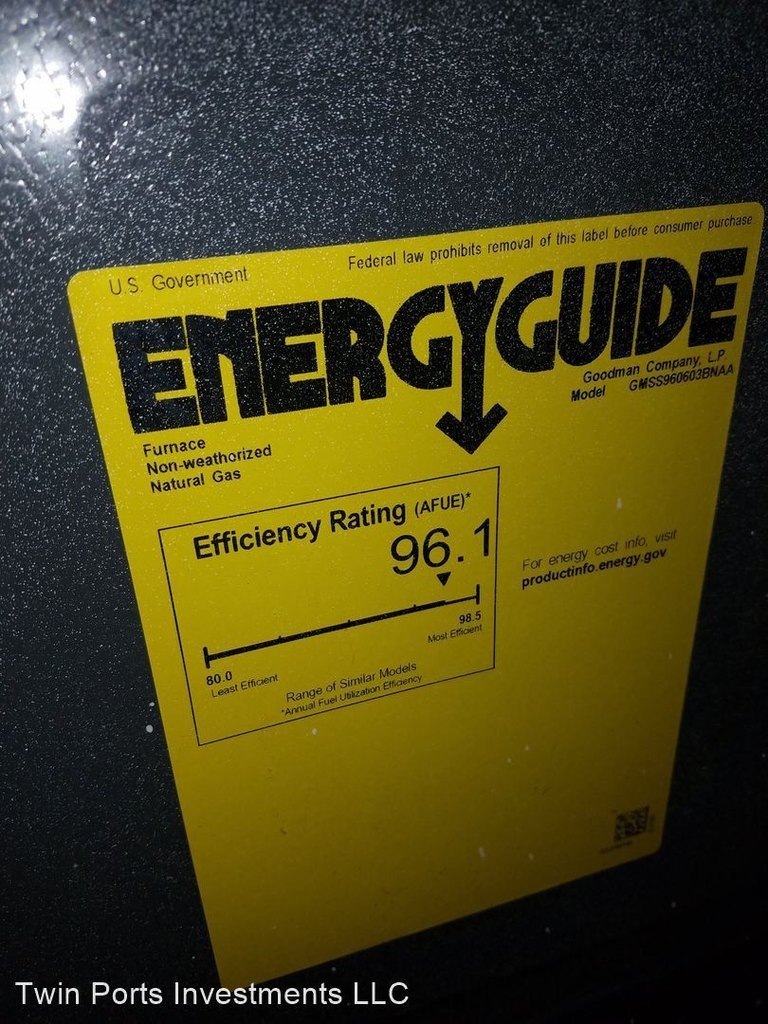 U.S. Government
Federal law prohibits removal of this label before consumer purchase
ENERGYGUIDE
Furnace
Non-weathorized
Natural Gas
Goodman Company, L.P.
Model GMSS960603BNAA
Efficiency Rating (AFUE)*
96.1
80.0
Least Efficient
98.5
Most Efficient
Range of Similar Models
*Annual Fuel Utilization Efficiency
For energy cost info, visit
productinfo.energy.gov
Twin Ports Investments LLC